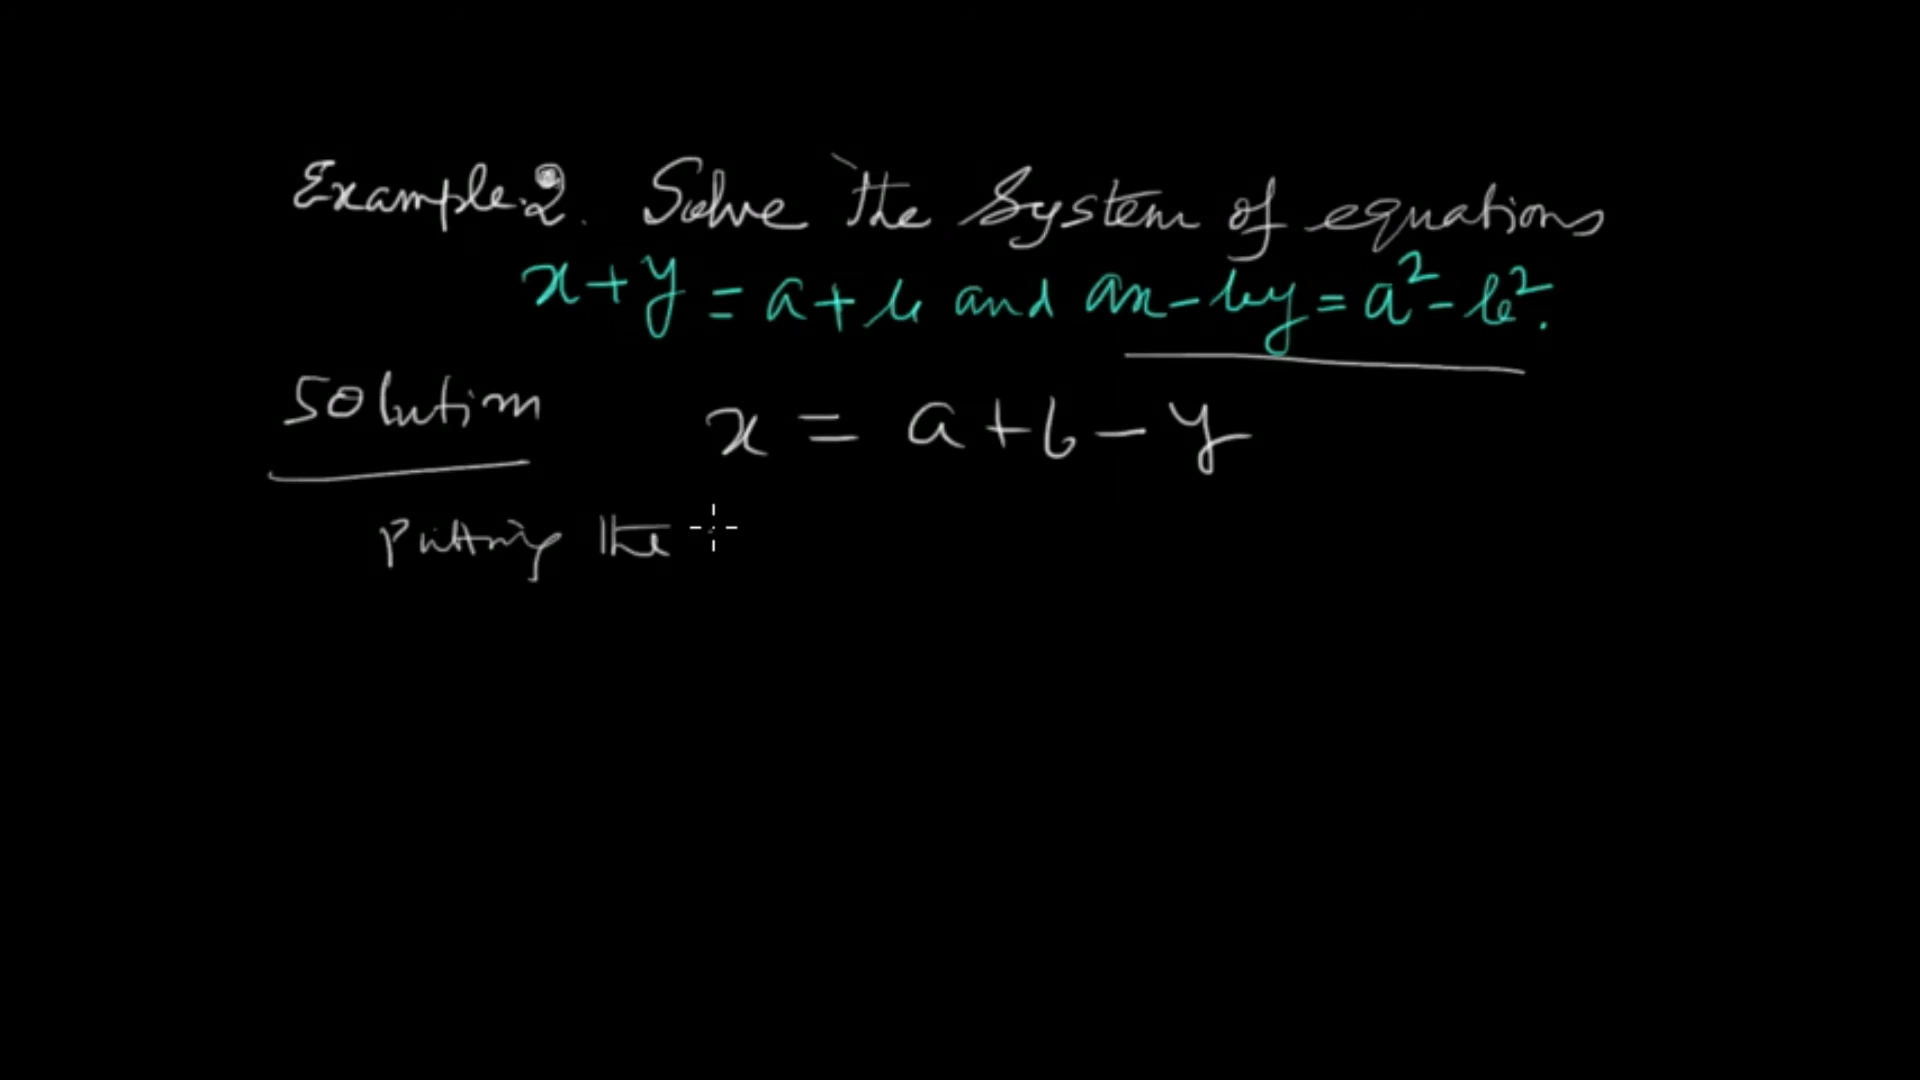 Example.2. Solve the System of equations
x+y = a+b and ax-by = a²-b².
Solution x = a+b-y
Putting the